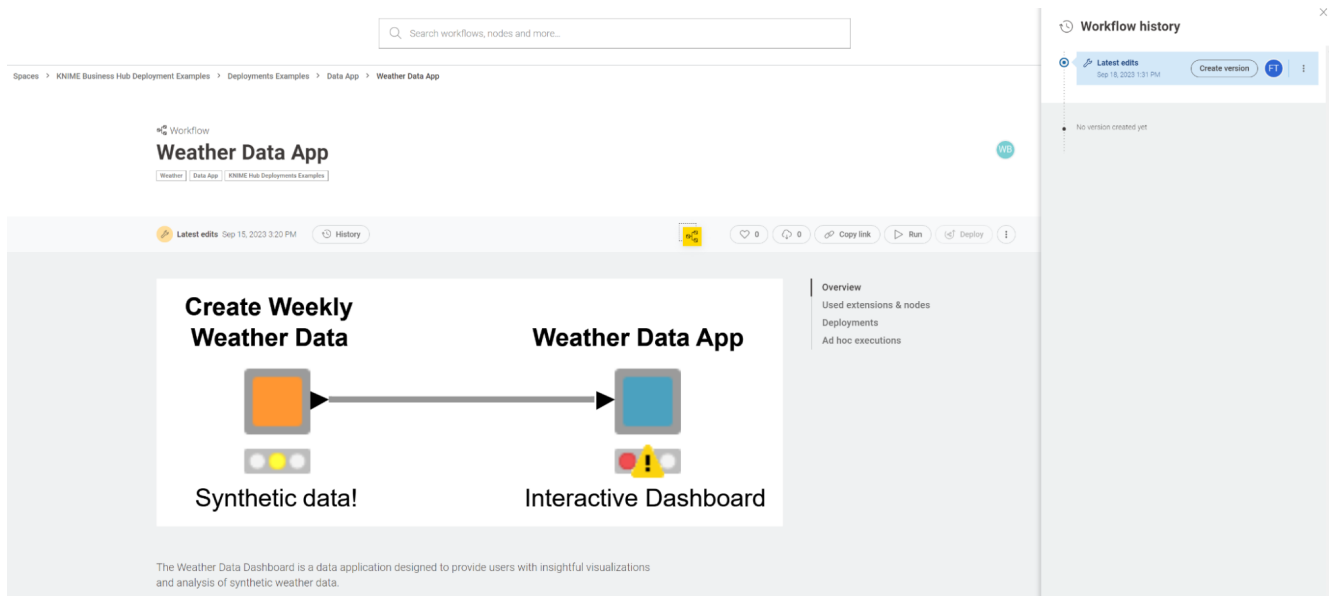 Search workflows, nodes and more...
Workflow history
Latest edits
Sep 18, 2023 1:31 PM
Create version
FT
No version created yet
Spaces > KNIME Business Hub Deployment Examples > Deployments Examples > Data App > Weather Data App
Workflow
Weather Data App
WB
Weather Data App KNIME Hub Deployments Examples
Latest edits Sep 15, 2023 3:20 PM History
0 0 Copy link Run Deploy
Create Weekly
Weather Data
Weather Data App
Synthetic data!
Interactive Dashboard
Overview
Used extensions & nodes
Deployments
Ad hoc executions
The Weather Data Dashboard is a data application designed to provide users with insightful visualizations
and analysis of synthetic weather data.